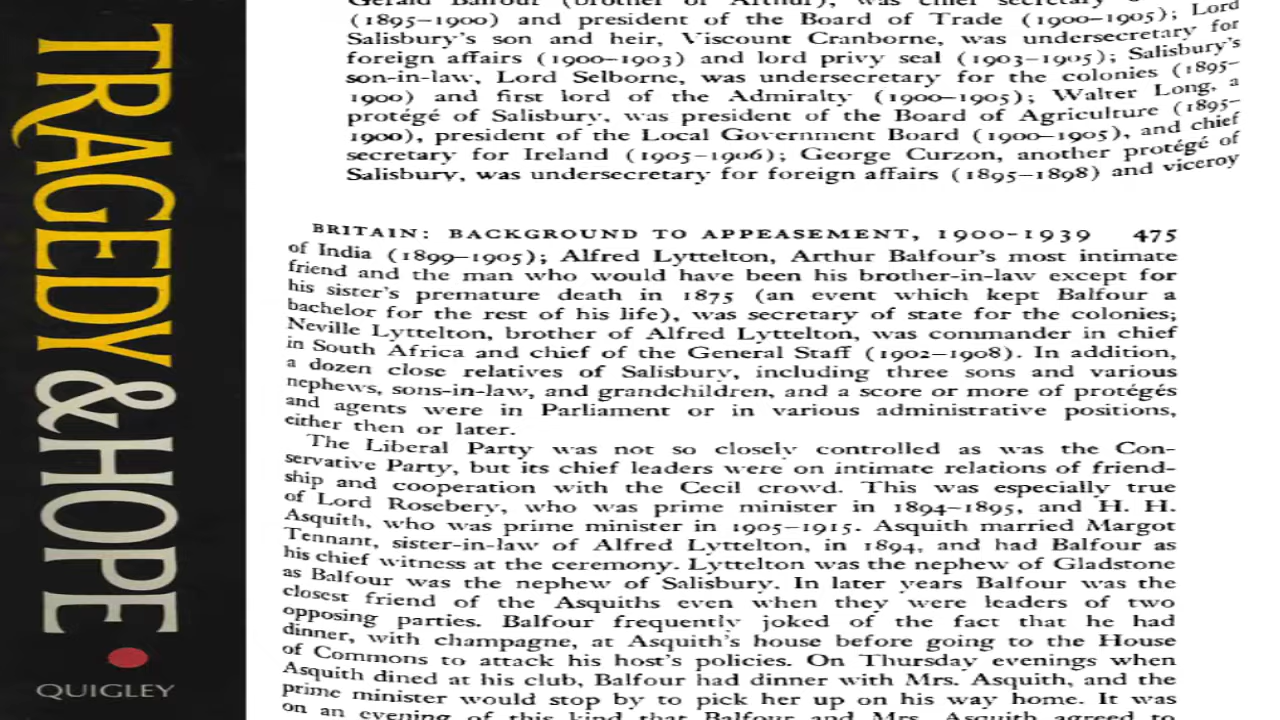 TRAGEDY & HOPE
QUIGLEY
Gerald Balfour (brother of Arthur), was chief secretary
(1895–1900) and president of the Board of Trade (1900–1905); Lord
Salisbury's son and heir, Viscount Cranborne, was undersecretary for
foreign affairs (1900–1903) and lord privy seal (1903–1905); Salisbury's
son-in-law, Lord Selborne, was undersecretary for the colonies (1895–
1900) and first lord of the Admiralty (1900–1905); Walter Long, a
protégé of Salisbury, was president of the Board of Agriculture (1895–
1900), president of the Local Government Board (1900–1905), and chief
secretary for Ireland (1905–1906); George Curzon, another protégé of
Salisbury, was undersecretary for foreign affairs (1895–1898) and viceroy
BRITAIN: BACKGROUND TO APPEASEMENT, 1900-1939 475
of India (1899–1905); Alfred Lyttelton, Arthur Balfour's most intimate
friend and the man who would have been his brother-in-law except for
his sister's premature death in 1875 (an event which kept Balfour a
bachelor for the rest of his life), was secretary of state for the colonies;
Neville Lyttelton, brother of Alfred Lyttelton, was commander in chief
in South Africa and chief of the General Staff (1902–1908). In addition,
a dozen close relatives of Salisbury, including three sons and various
nephews, sons-in-law, and grandchildren, and a score or more of protégés
and agents were in Parliament or in various administrative positions,
either then or later.
The Liberal Party was not so closely controlled as was the Con-
servative Party, but its chief leaders were on intimate relations of friend-
ship and cooperation with the Cecil crowd. This was especially true
of Lord Rosebery, who was prime minister in 1894–1895, and H. H.
Asquith, who was prime minister in 1905–1915. Asquith married Margot
Tennant, sister-in-law of Alfred Lyttelton, in 1894, and had Balfour as
his chief witness at the ceremony. Lyttelton was the nephew of Gladstone
as Balfour was the nephew of Salisbury. In later years Balfour was the
closest friend of the Asquiths even when they were leaders of two
opposing parties. Balfour frequently joked of the fact that he had
dinner, with champagne, at Asquith's house before going to the House
of Commons to attack his host's policies. On Thursday evenings when
Asquith dined at his club, Balfour had dinner with Mrs. Asquith, and the
prime minister would stop by to pick her up on his way home. It was
on an evening of this kind that Balfour and Mrs. Asquith agreed to